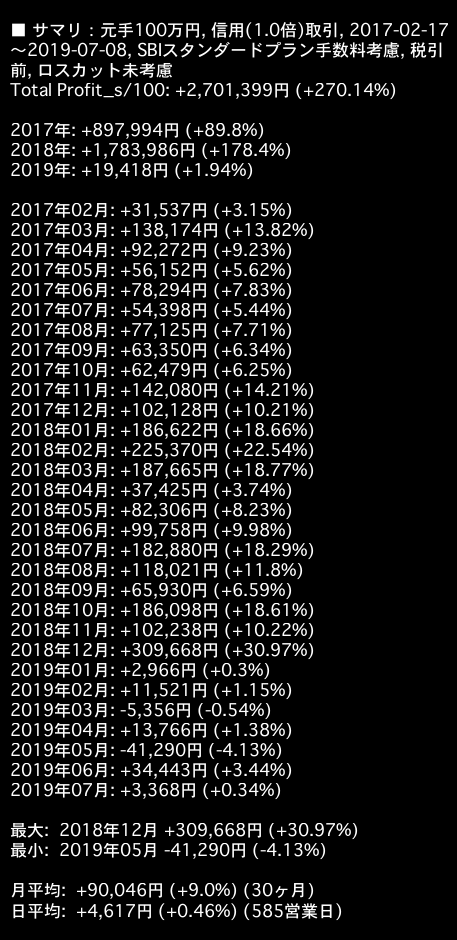 ■ サマリ : 元手100万円, 信用(1.0倍)取引, 2017-02-17
〜2019-07-08, SBIスタンダードプラン手数料考慮, 税引
前, ロスカット未考慮
Total Profit_s/100: +2,701,399円 (+270.14%)
2017年: +897,994円 (+89.8%)
2018年: +1,783,986円 (+178.4%)
2019年: +19,418円 (+1.94%)
2017年02月: +31,537円 (+3.15%)
2017年03月: +138,174円 (+13.82%)
2017年04月: +92,272円 (+9.23%)
2017年05月: +56,152円 (+5.62%)
2017年06月: +78,294円 (+7.83%)
2017年07月: +54,398円 (+5.44%)
2017年08月: +77,125円 (+7.71%)
2017年09月: +63,350円 (+6.34%)
2017年10月: +62,479円 (+6.25%)
2017年11月: +142,080円 (+14.21%)
2017年12月: +102,128円 (+10.21%)
2018年01月: +186,622円 (+18.66%)
2018年02月: +225,370円 (+22.54%)
2018年03月: +187,665円 (+18.77%)
2018年04月: +37,425円 (+3.74%)
2018年05月: +82,306円 (+8.23%)
2018年06月: +99,758円 (+9.98%)
2018年07月: +182,880円 (+18.29%)
2018年08月: +118,021円 (+11.8%)
2018年09月: +65,930円 (+6.59%)
2018年10月: +186,098円 (+18.61%)
2018年11月: +102,238円 (+10.22%)
2018年12月: +309,668円 (+30.97%)
2019年01月: +2,966円 (+0.3%)
2019年02月: +11,521円 (+1.15%)
2019年03月: -5,356円 (-0.54%)
2019年04月: +13,766円 (+1.38%)
2019年05月: -41,290円 (-4.13%)
2019年06月: +34,443円 (+3.44%)
2019年07月: +3,368円 (+0.34%)
最大: 2018年12月 +309,668円 (+30.97%)
最小: 2019年05月 -41,290円 (-4.13%)
月平均: +90,046円 (+9.0%) (30ヶ月)
日平均: +4,617円 (+0.46%) (585営業日)